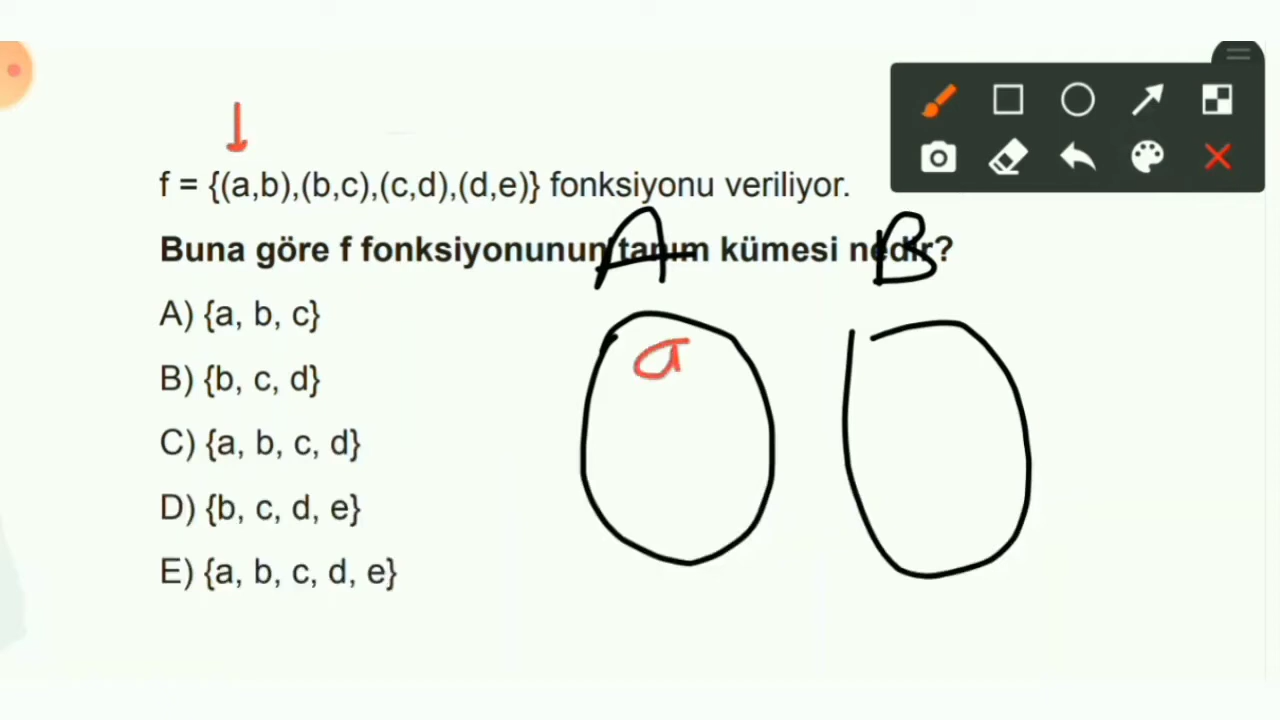 f = {(a,b),(b,c),(c,d),(d,e)} fonksiyonu veriliyor.
Buna göre f fonksiyonunun tanım kümesi nedir?
A B
A) {a, b, c}
a
B) {b, c, d}
C) {a, b, c, d}
D) {b, c, d, e}
E) {a, b, c, d, e}